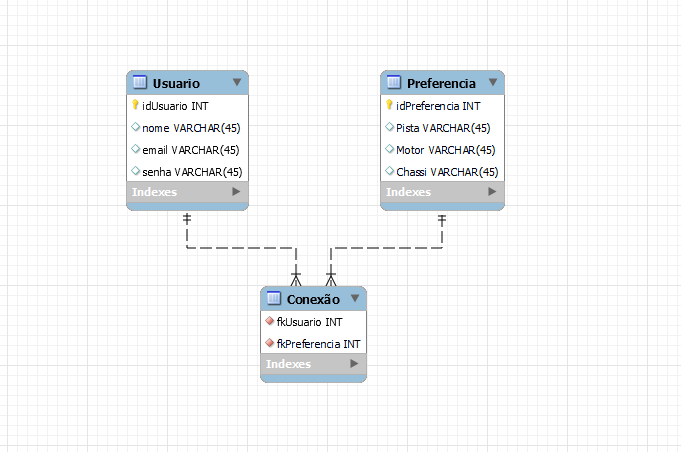 Usuario
idUsuario INT
nome VARCHAR(45)
email VARCHAR(45)
senha VARCHAR(45)
Indexes
Preferencia
idPreferencia INT
Pista VARCHAR(45)
Motor VARCHAR(45)
Chassi VARCHAR(45)
Indexes
Conexão
fkUsuario INT
fkPreferencia INT
Indexes